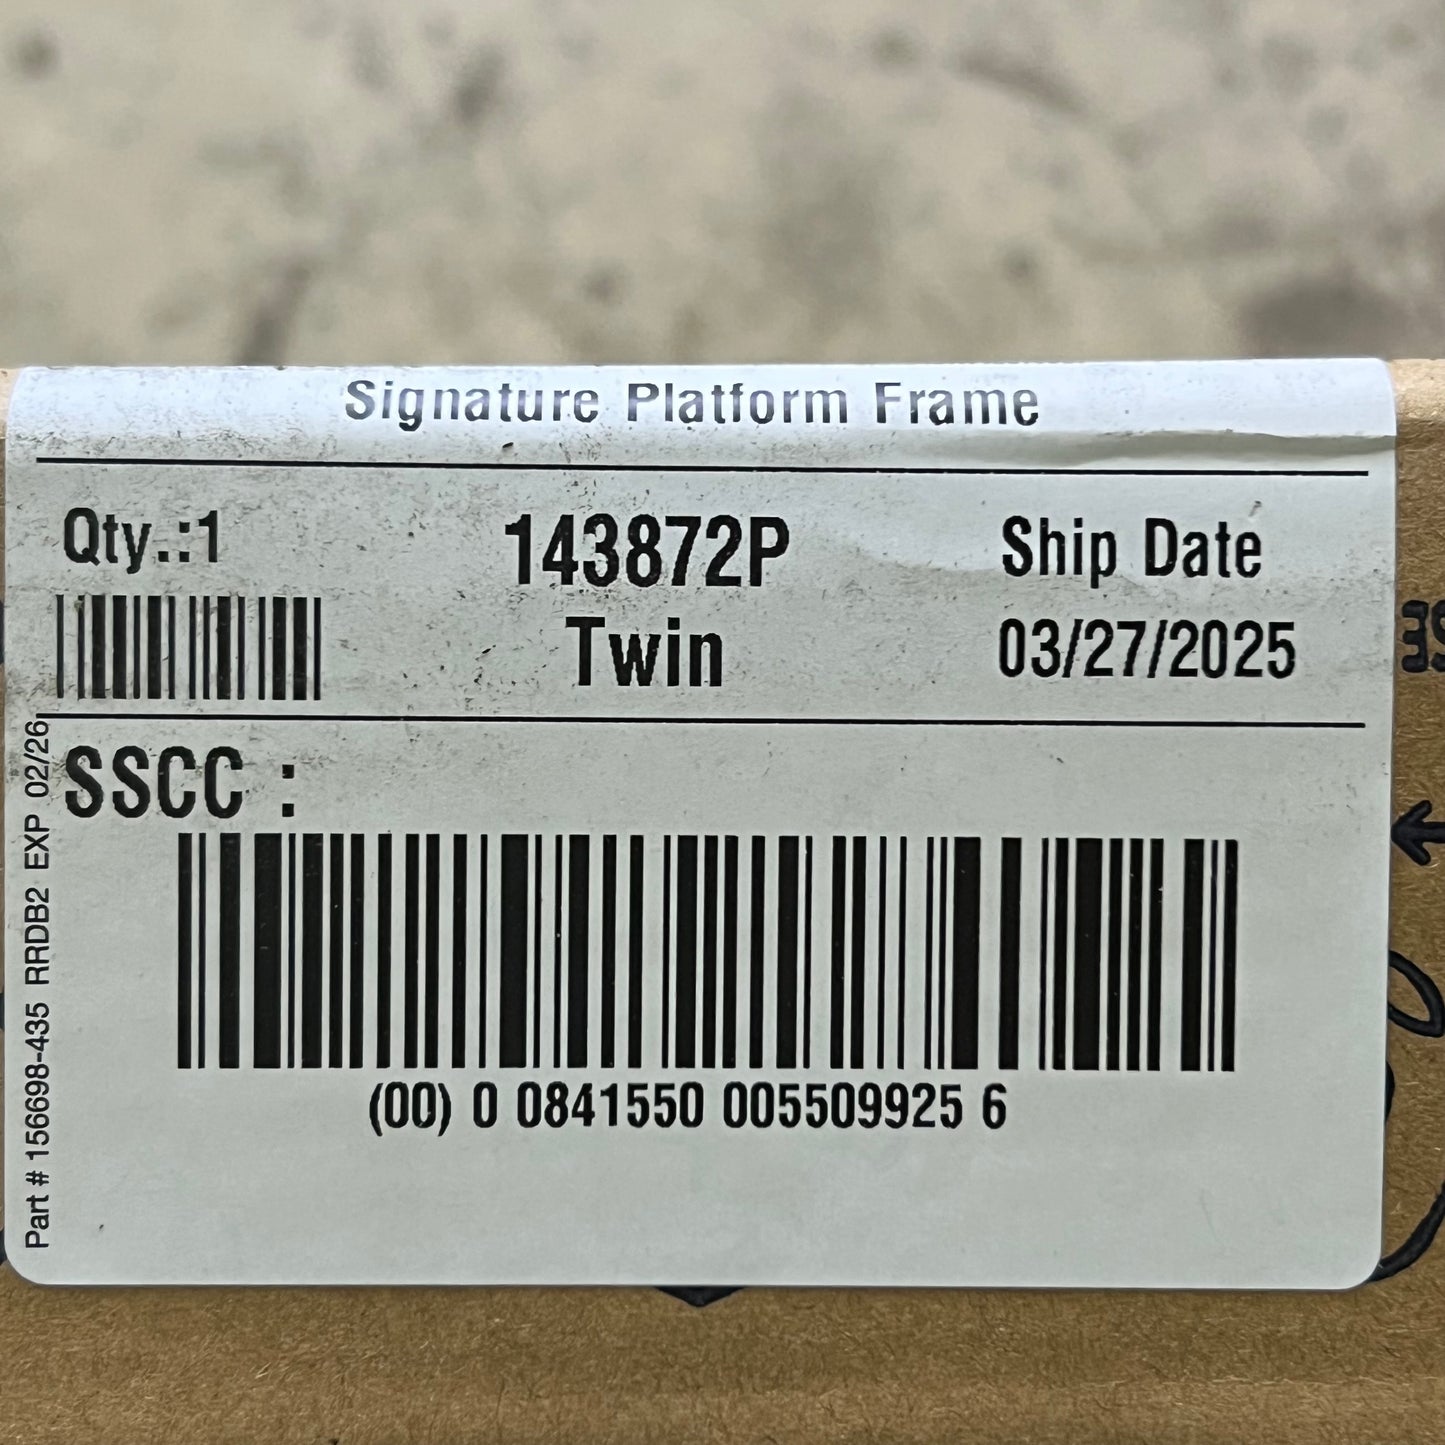 Signature Platform Frame
Qty.:1
143872P
Twin
Ship Date
03/27/2025
SSCC :
(00) 0 0841550 005509925 6
Part # 156698-435 RRDB2 EXP 02/26